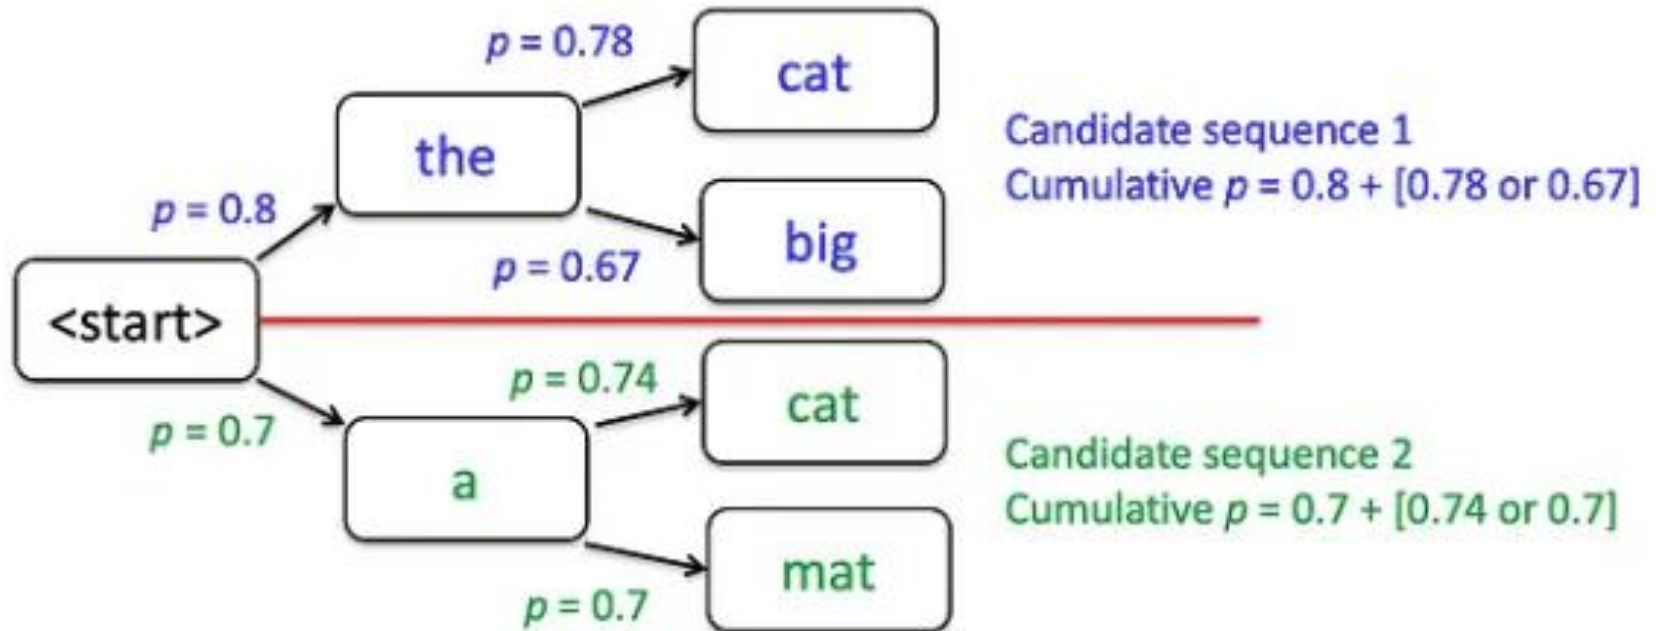 p = 0.78
cat
the
Candidate sequence 1
Cumulative p = 0.8 + [0.78 or 0.67]
p = 0.8
big
p = 0.67
<start>
p = 0.74
cat
p = 0.7
a
Candidate sequence 2
Cumulative p = 0.7 + [0.74 or 0.7]
mat
p = 0.7